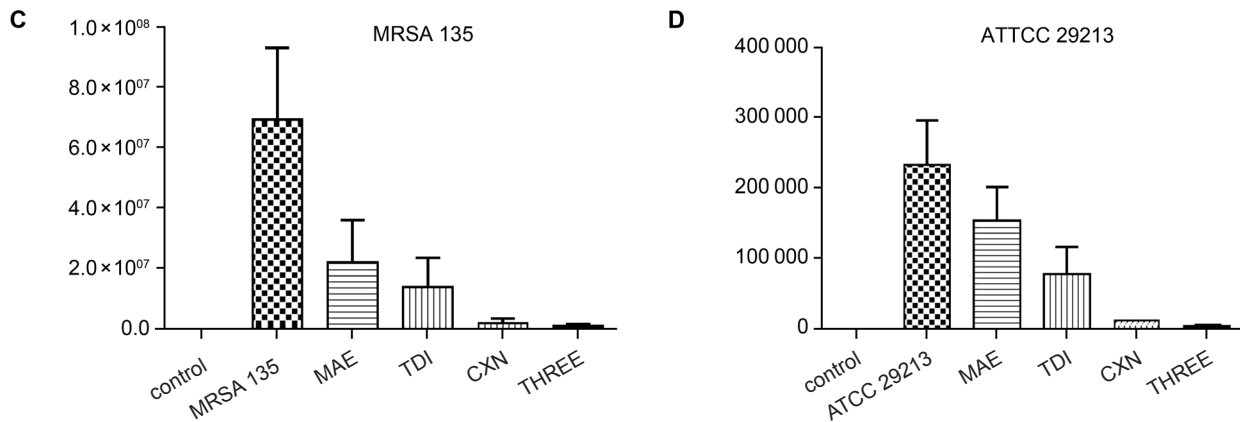 C
MRSA 135
1.0×10⁰⁸
8.0×10⁰⁷
6.0×10⁰⁷
4.0×10⁰⁷
2.0×10⁰⁷
0.0
control
MRSA 135
MAE
TDI
CXN
THREE
D
ATTCC 29213
400 000
300 000
200 000
100 000
0
control
ATCC 29213
MAE
TDI
CXN
THREE